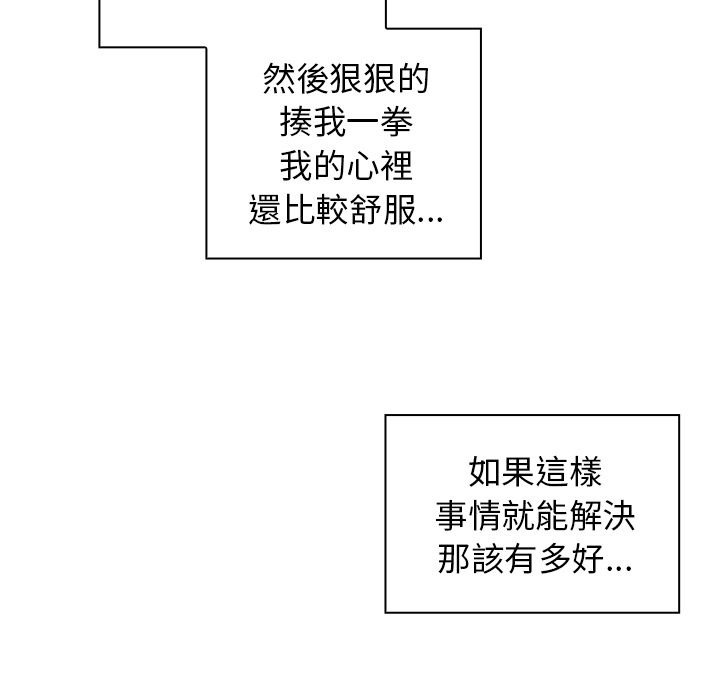 然後狠狠的
揍我一拳
我的心裡
還比較舒服...
如果這樣
事情就能解決
那該有多好...